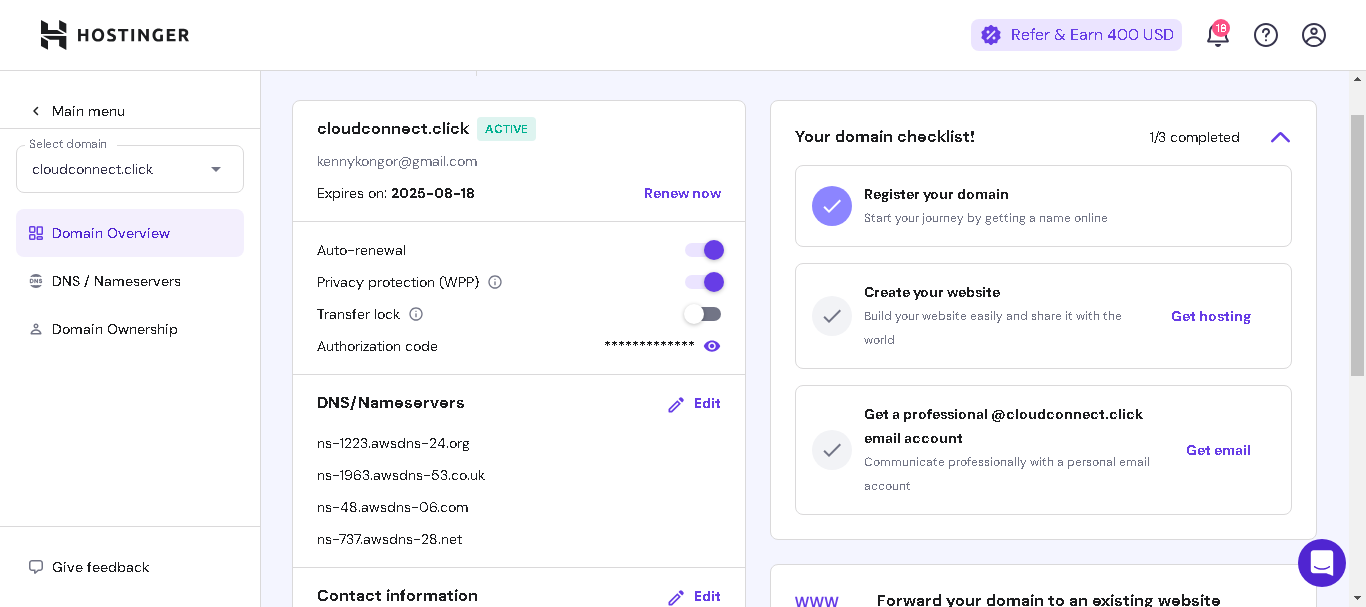 HOSTINGER
Refer & Earn 400 USD
18
Main menu
Select domain
cloudconnect.click
Domain Overview
DNS
DNS / Nameservers
Domain Ownership
Give feedback
cloudconnect.click ACTIVE
kennykongor@gmail.com
Expires on: 2025-08-18 Renew now
Auto-renewal
Privacy protection (WPP)
Transfer lock
Authorization code *************
DNS/Nameservers Edit
ns-1223.awsdns-24.org
ns-1963.awsdns-53.co.uk
ns-48.awsdns-06.com
ns-737.awsdns-28.net
Contact information Edit
Your domain checklist! 1/3 completed
Register your domain
Start your journey by getting a name online
Create your website
Build your website easily and share it with the
world
Get hosting
Get a professional @cloudconnect.click
email account
Communicate professionally with a personal email
account
Get email
WWW Forward your domain to an existing website